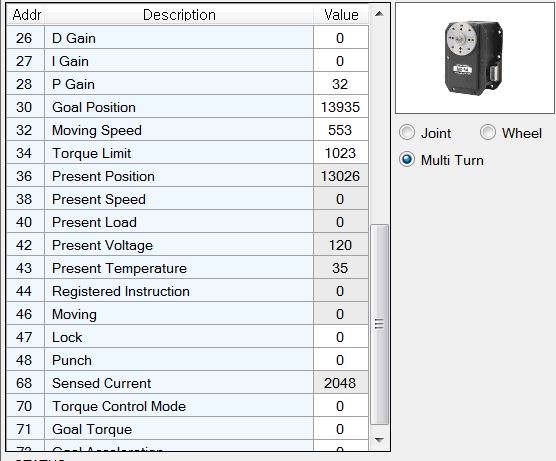 Addr Description Value
26 D Gain 0
27 I Gain 0
28 P Gain 32
30 Goal Position 13935
32 Moving Speed 553
34 Torque Limit 1023
36 Present Position 13026
38 Present Speed 0
40 Present Load 0
42 Present Voltage 120
43 Present Temperature 35
44 Registered Instruction 0
46 Moving 0
47 Lock 0
48 Punch 0
68 Sensed Current 2048
70 Torque Control Mode 0
71 Goal Torque 0
73 Goal Acceleration
Joint Wheel
Multi Turn